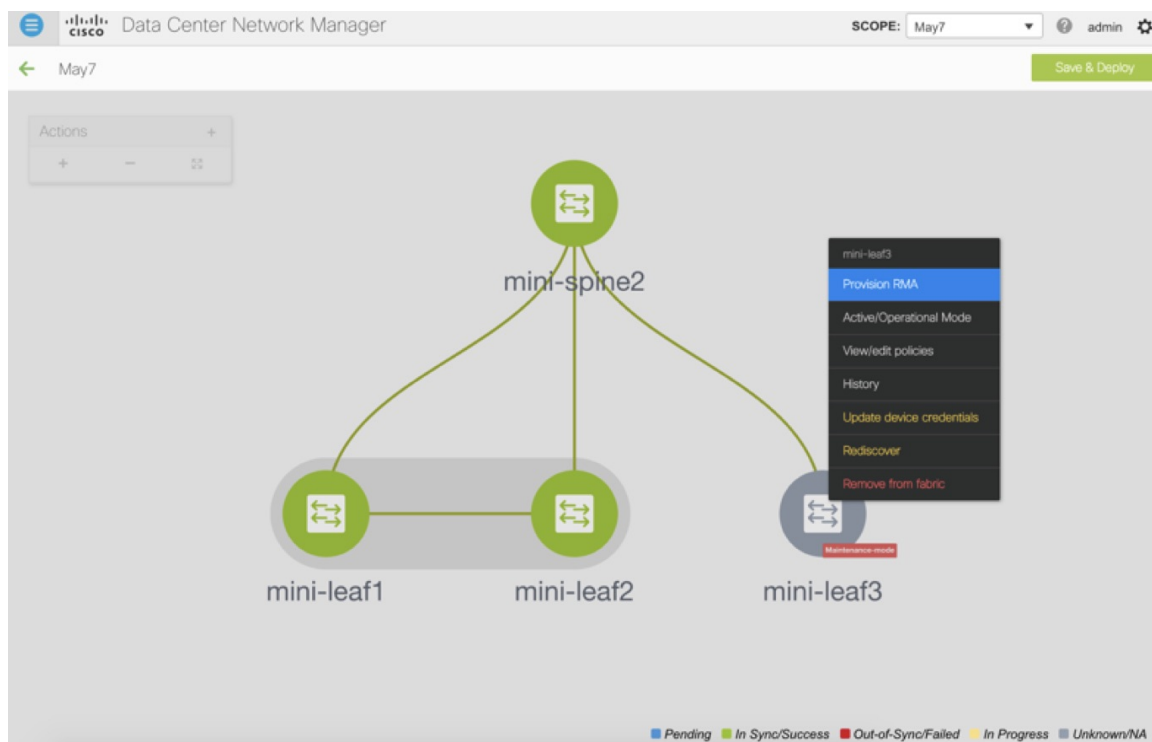 CISCO Data Center Network Manager SCOPE: May7 admin
May7 Save & Deploy
Actions +
+ −
mini-spine2
mini-leaf3
Provision RMA
Active/Operational Mode
View/edit policies
History
Update device credentials
Rediscover
Remove from fabric
Maintenance-mode
mini-leaf1 mini-leaf2 mini-leaf3
Pending In Sync/Success Out-of-Sync/Failed In Progress Unknown/NA